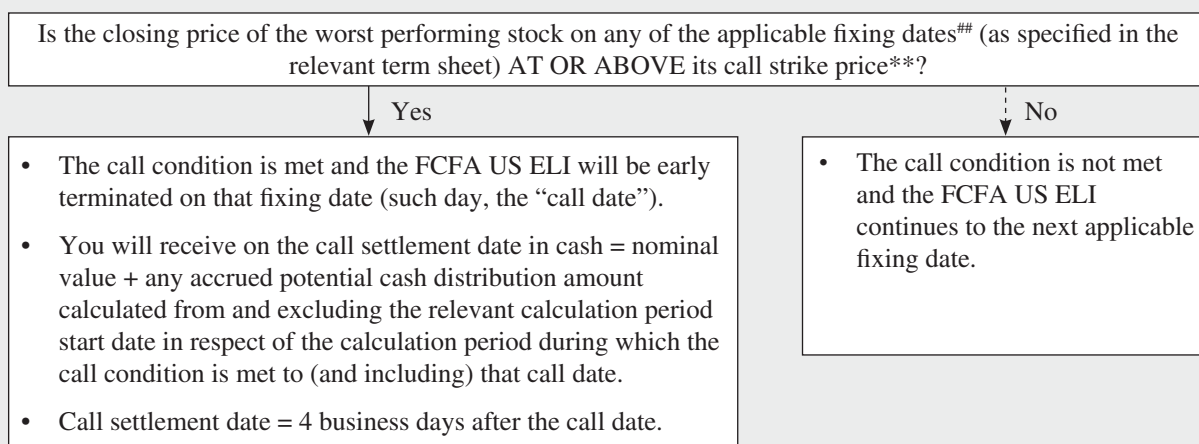 Is the closing price of the worst performing stock on any of the applicable fixing dates## (as specified in the
relevant term sheet) AT OR ABOVE its call strike price**?
Yes
No
• The call condition is met and the FCFA US ELI will be early
terminated on that fixing date (such day, the “call date”).
• You will receive on the call settlement date in cash = nominal
value + any accrued potential cash distribution amount
calculated from and excluding the relevant calculation period
start date in respect of the calculation period during which the
call condition is met to (and including) that call date.
• Call settlement date = 4 business days after the call date.
• The call condition is not met
and the FCFA US ELI
continues to the next applicable
fixing date.